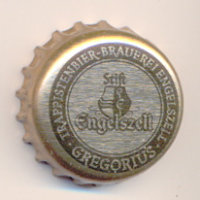 TRAPPISTENBIER-BRAUEREI ENGELSZELL
Stift
Engelszell
· GREGORIUS ·